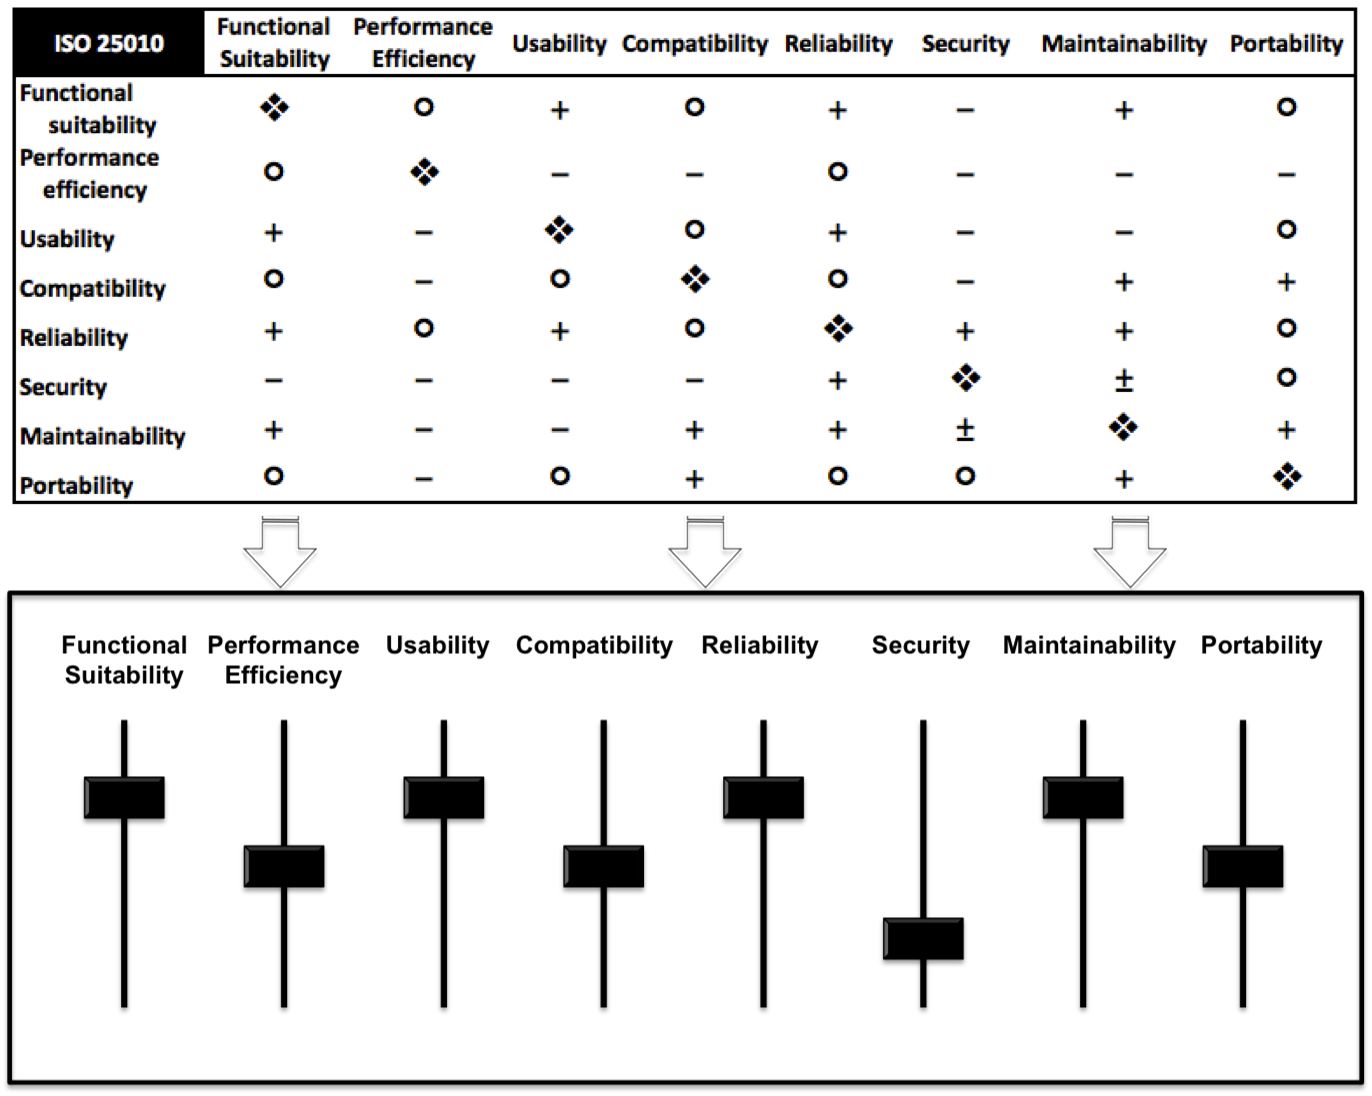 ISO 25010 Functional Suitability Performance Efficiency Usability Compatibility Reliability Security Maintainability Portability
Functional suitability ❖ O + O + − + O
Performance efficiency O ❖ − − O − − −
Usability + − ❖ O + − − O
Compatibility O − O ❖ O − + +
Reliability + O + O ❖ + + O
Security − − − − + ❖ ± O
Maintainability + − − + + ± ❖ +
Portability O − O + O O + ❖
Functional Performance Usability Compatibility Reliability Security Maintainability Portability
Suitability Efficiency